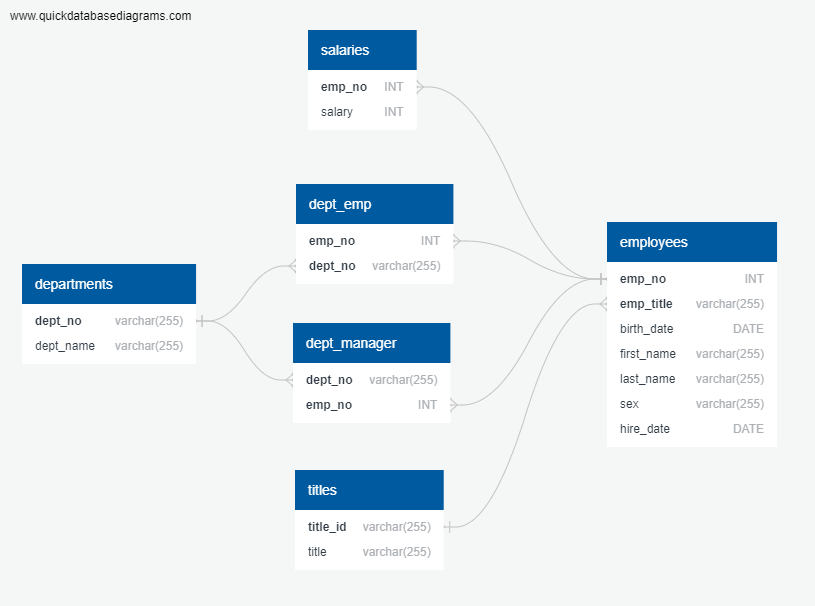 www.quickdatabasediagrams.com
salaries
emp_no INT
salary INT
dept_emp
emp_no INT
dept_no varchar(255)
departments
dept_no varchar(255)
dept_name varchar(255)
dept_manager
dept_no varchar(255)
emp_no INT
titles
title_id varchar(255)
title varchar(255)
employees
emp_no INT
emp_title varchar(255)
birth_date DATE
first_name varchar(255)
last_name varchar(255)
sex varchar(255)
hire_date DATE